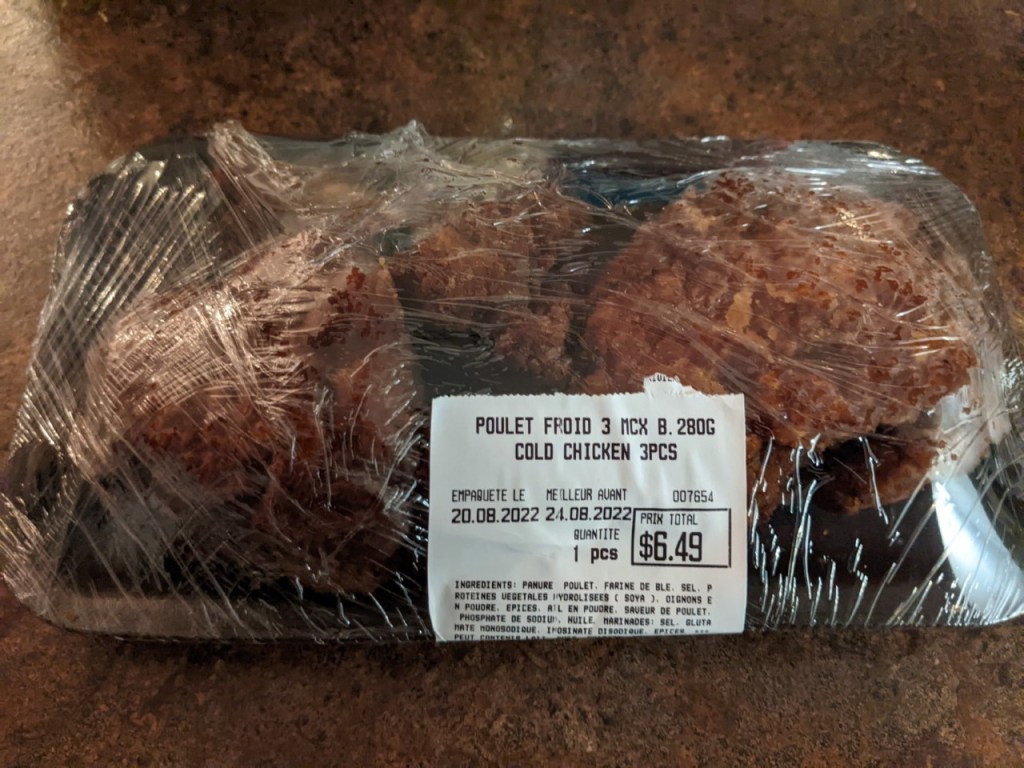 POULET FROID 3 MCX B.280G
COLD CHICKEN 3PCS
EMPAQUETE LE MEILLEUR AVANT 007654
20.08.2022 24.08.2022 PRIX TOTAL
QUANTITE
1 pcs $6.49
INGREDIENTS: PANURE POULET. FARINE DE BLE. SEL. P
ROTEINES VEGETALES HYDROLISEES ( SOYA ). OIGNONS E
N POUDRE. EPICES. AIL EN POUDRE. SAVEUR DE POULET.
PHOSPHATE DE SODIUM. HUILE. MARINADES: SEL. GLUTA
MATE MONOSODIQUE. INOSINATE DISODIQUE. EPICES.
PEUT CONTENIR